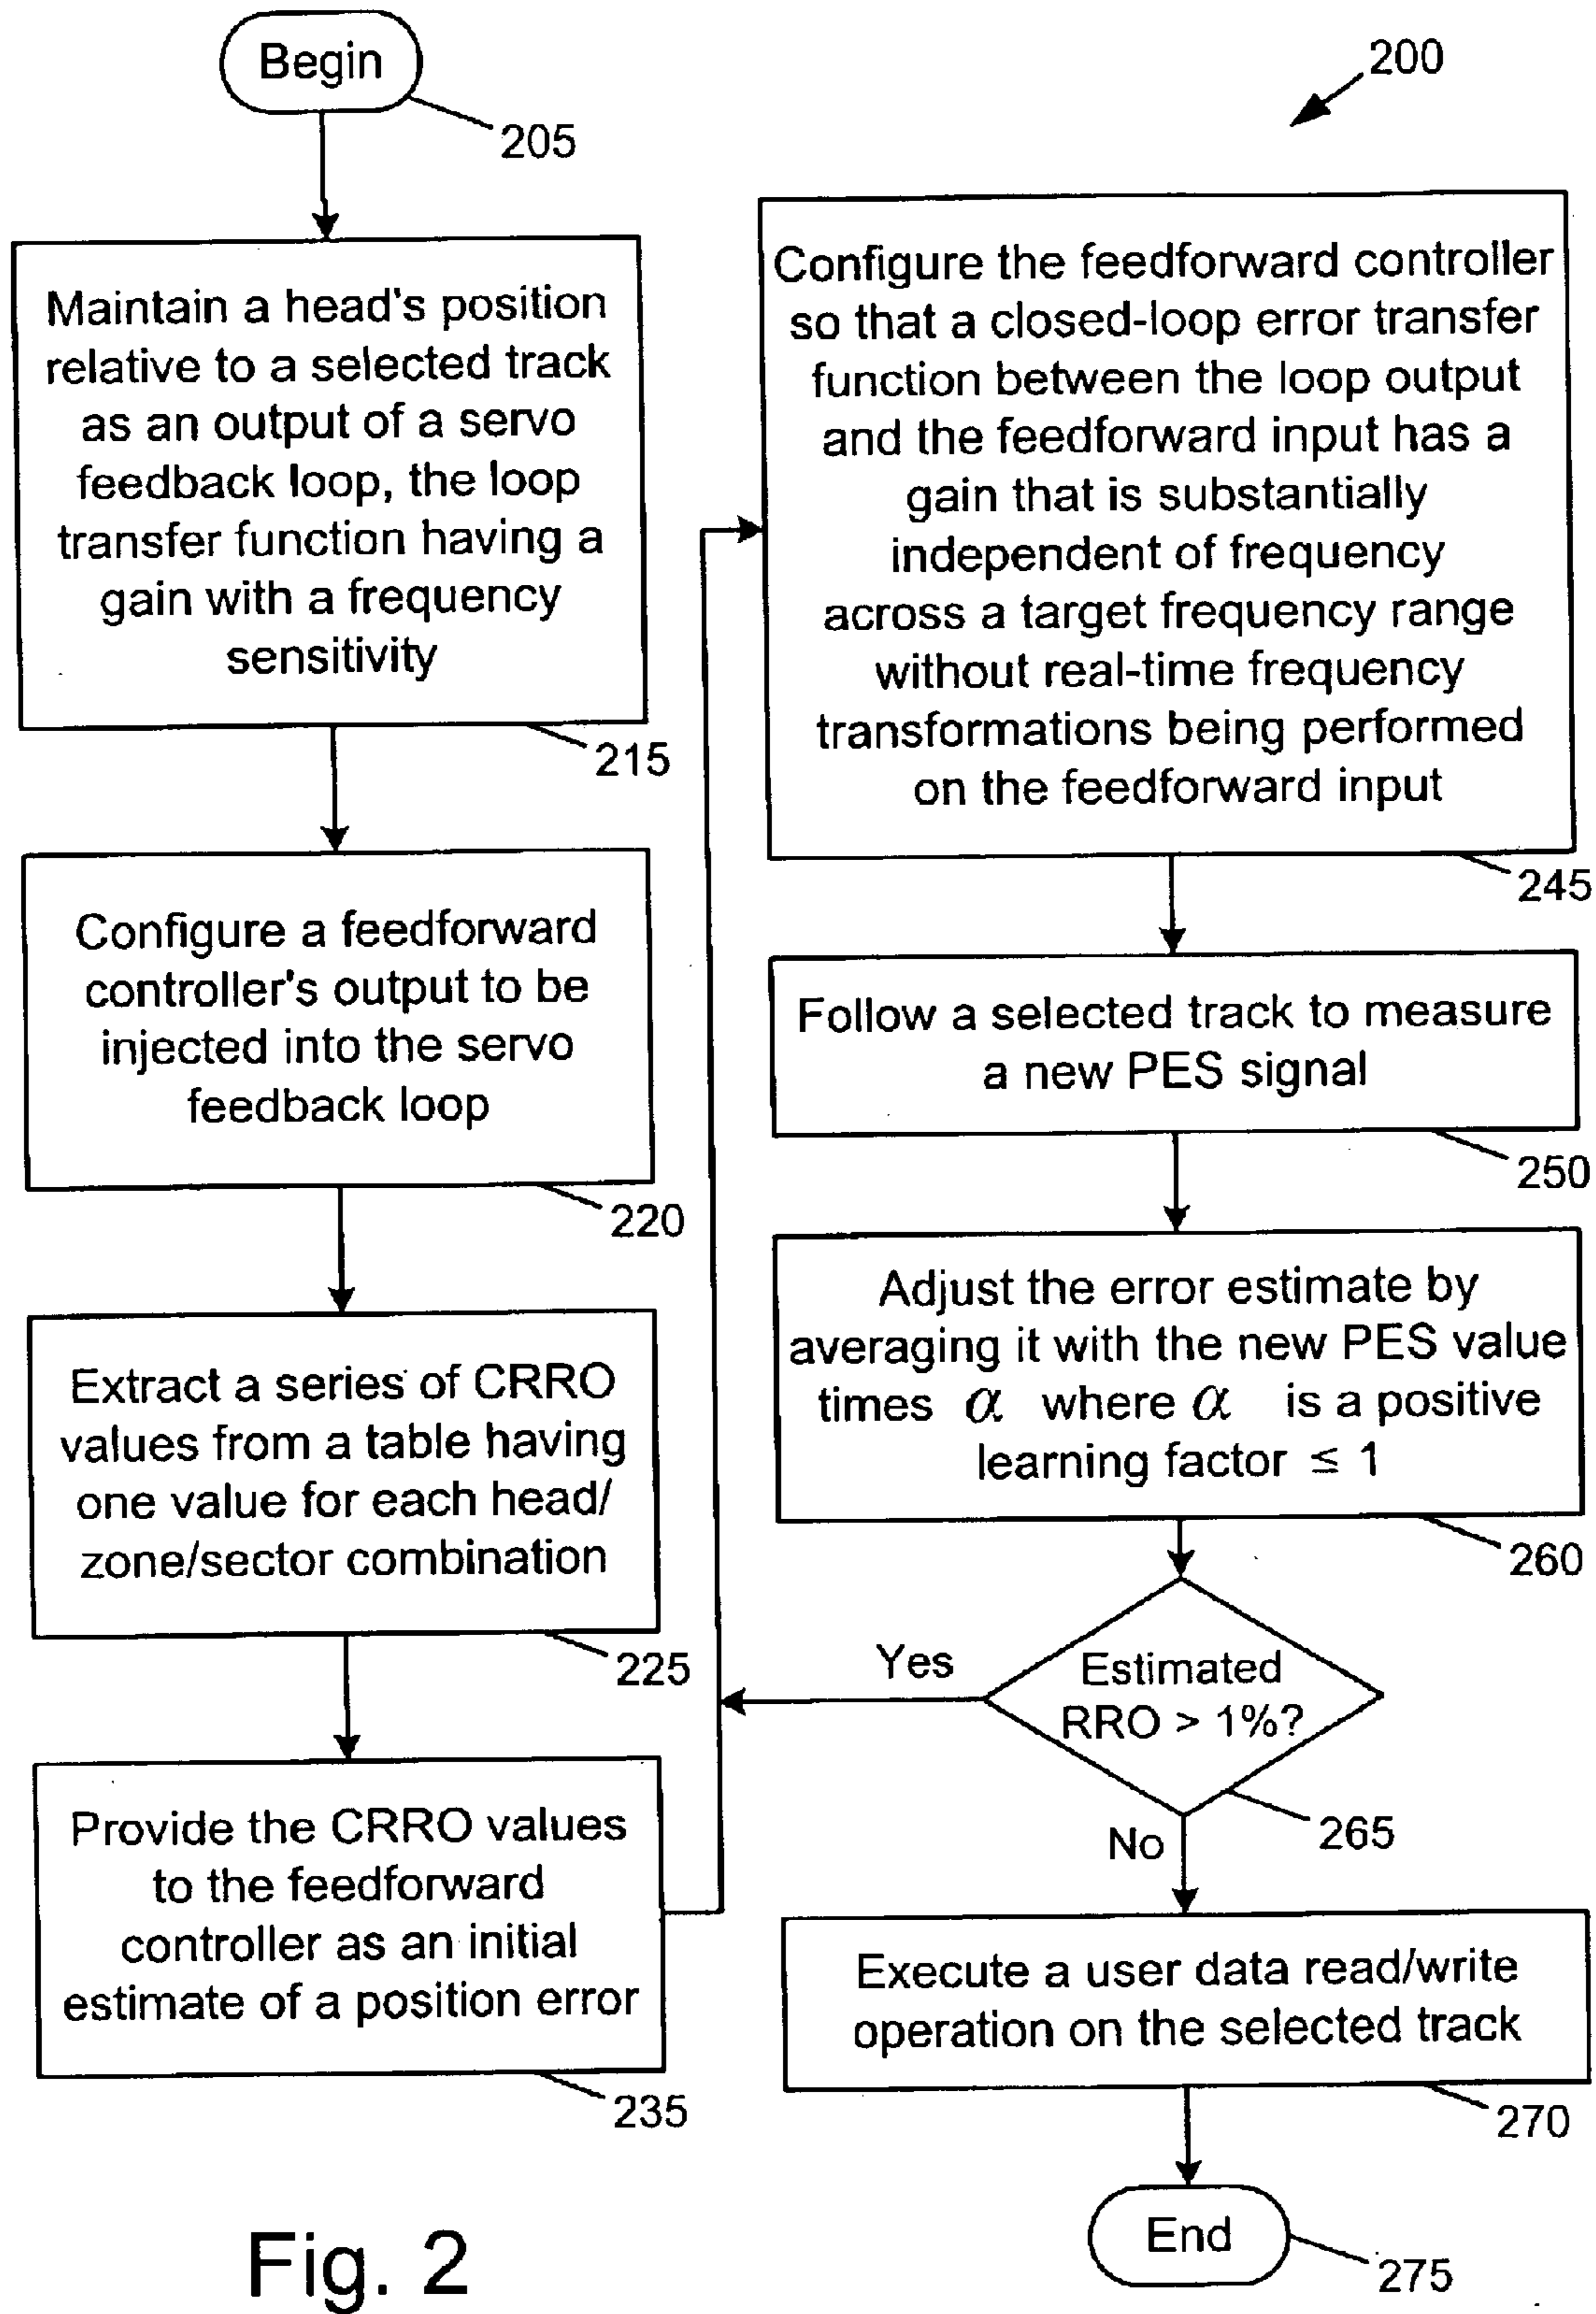 Begin
205
200
Maintain a head's position
relative to a selected track
as an output of a servo
feedback loop, the loop
transfer function having a
gain with a frequency
sensitivity
215
Configure a feedforward
controller's output to be
injected into the servo
feedback loop
220
Extract a series of CRRO
values from a table having
one value for each head/
zone/sector combination
225
Provide the CRRO values
to the feedforward
controller as an initial
estimate of a position error
235
Configure the feedforward controller
so that a closed-loop error transfer
function between the loop output
and the feedforward input has a
gain that is substantially
independent of frequency
across a target frequency range
without real-time frequency
transformations being performed
on the feedforward input
245
Follow a selected track to measure
a new PES signal
250
Adjust the error estimate by
averaging it with the new PES value
times α where α is a positive
learning factor ≤ 1
260
Estimated
RRO > 1%?
265
Yes
No
Execute a user data read/write
operation on the selected track
270
End
275
Fig. 2